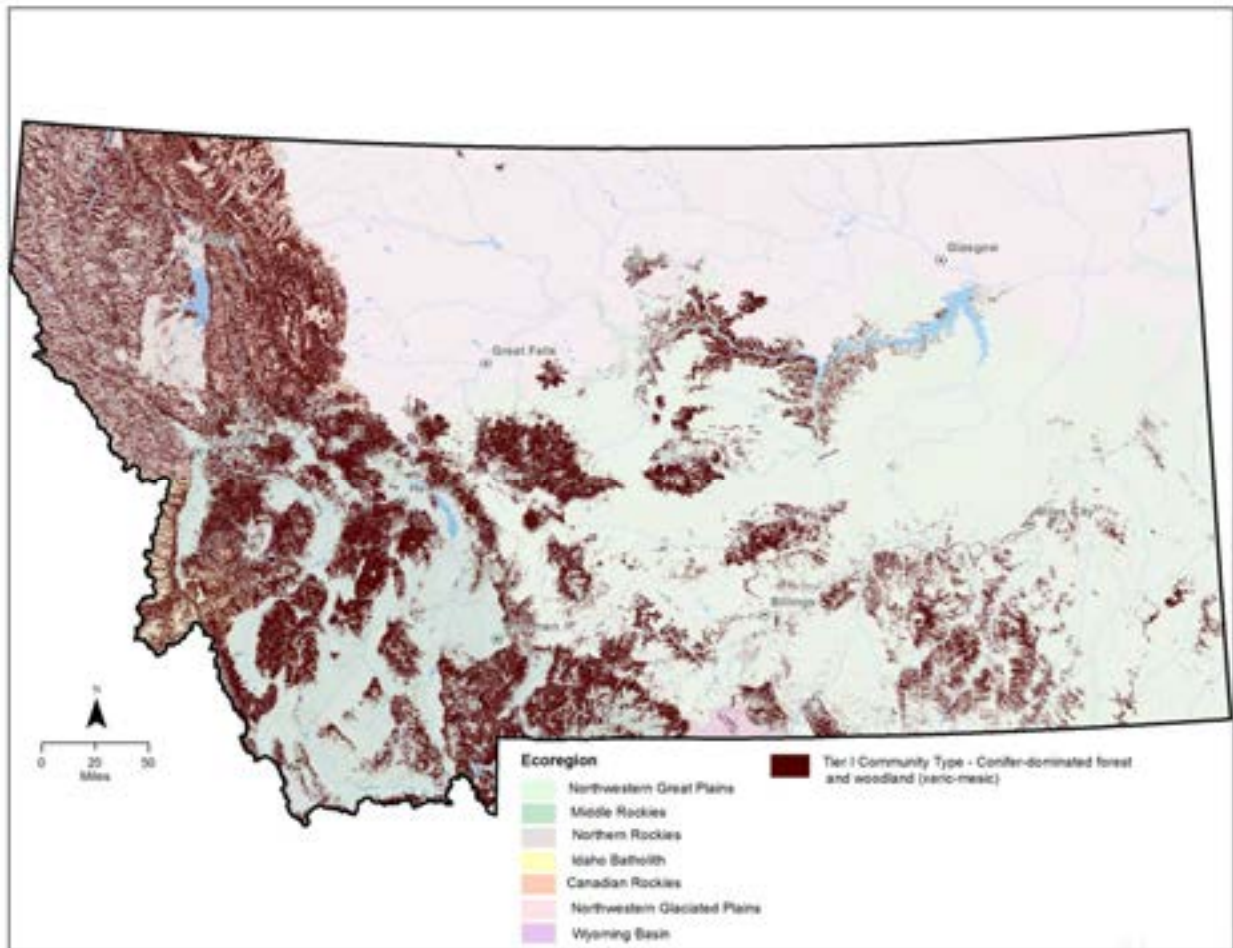 Glasgow
Great Falls
Billings
N
0 25 50
Miles
Ecoregion
Northwestern Great Plains
Middle Rockies
Northern Rockies
Idaho Batholith
Canadian Rockies
Northwestern Glaciated Plains
Wyoming Basin
Tier I Community Type - Conifer-dominated forest
and woodland (xeric-mesic)